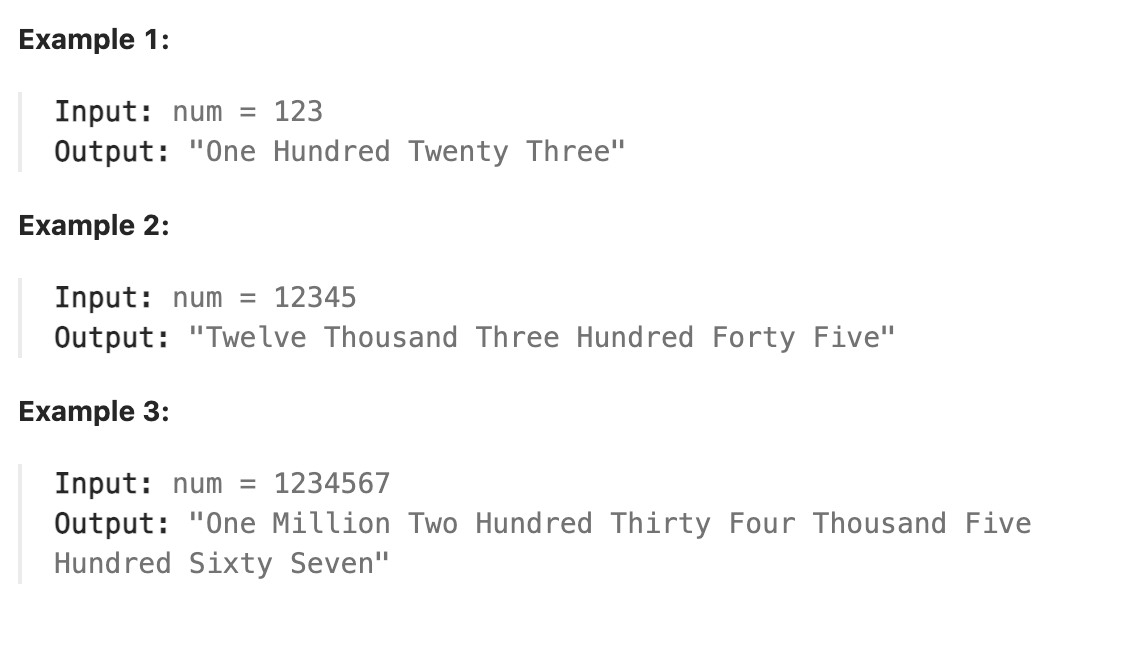 Example 1:
Input: num = 123
Output: "One Hundred Twenty Three"
Example 2:
Input: num = 12345
Output: "Twelve Thousand Three Hundred Forty Five"
Example 3:
Input: num = 1234567
Output: "One Million Two Hundred Thirty Four Thousand Five
Hundred Sixty Seven"